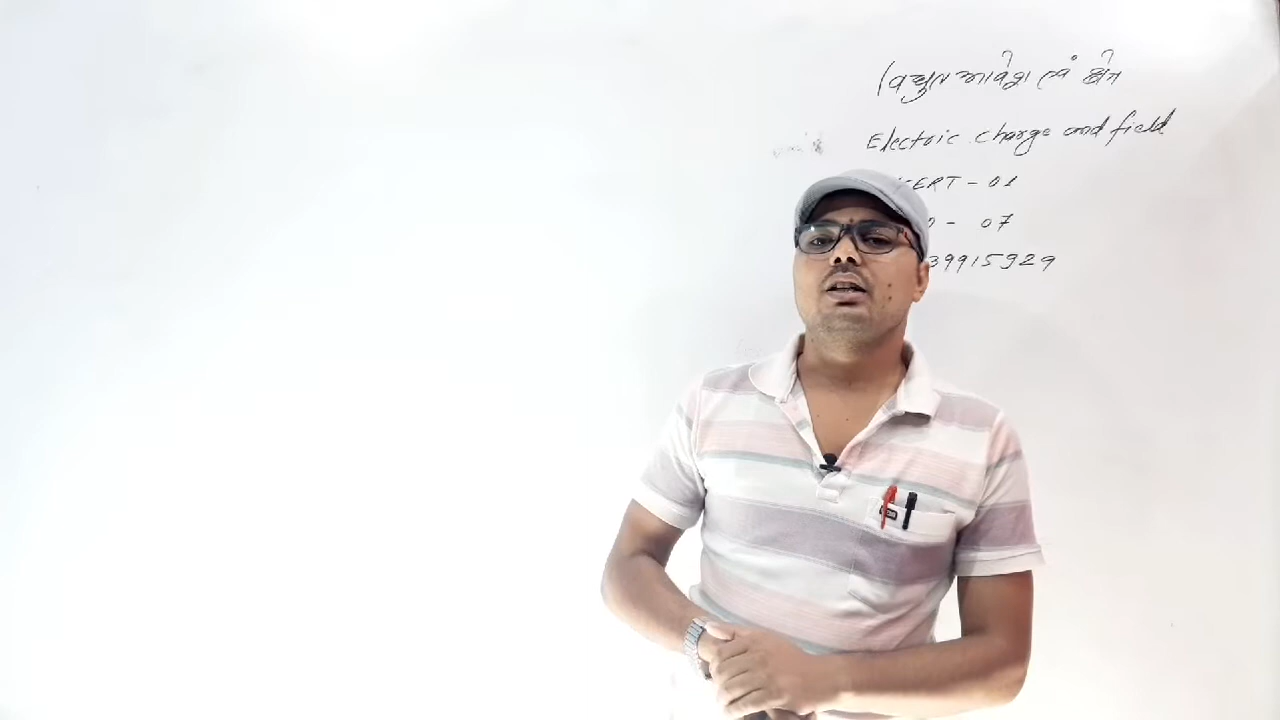 विद्युत आवेश एवं क्षेत्र
Electric charge and field
ERT - 01
- 07
39915929